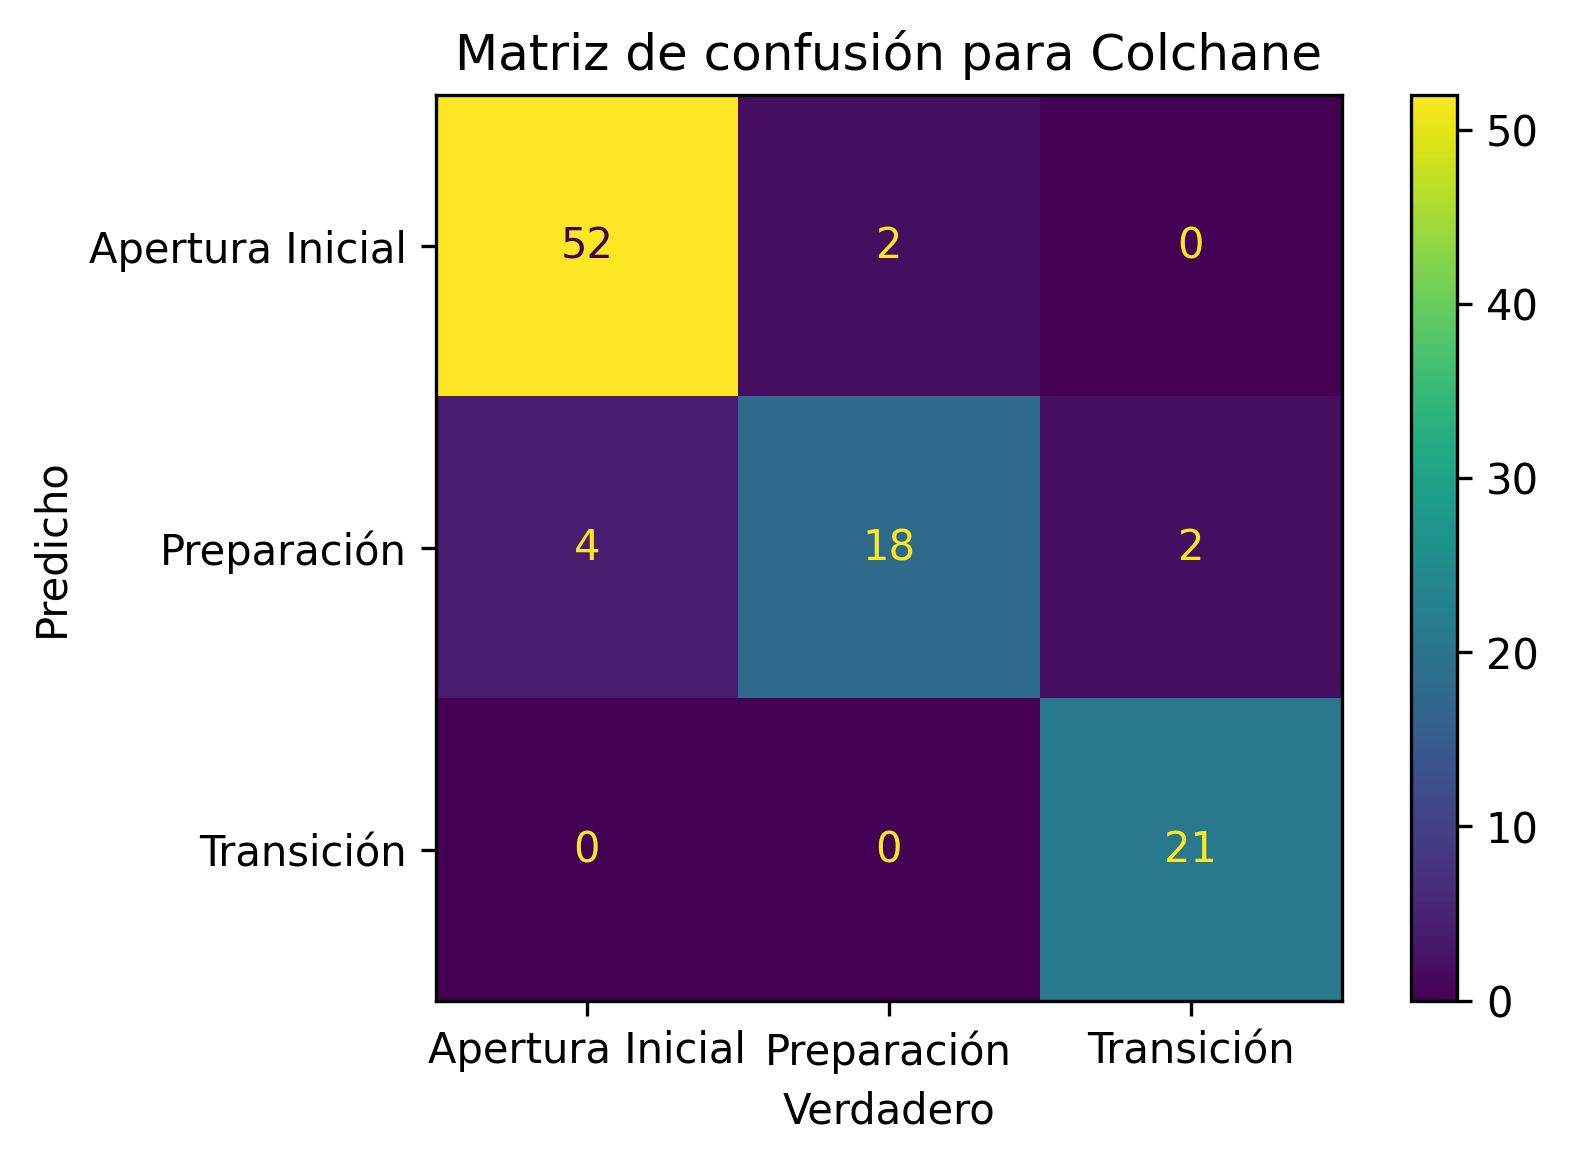 Matriz de confusión para Colchane
Predicho
Apertura Inicial
52 2 0
Preparación
4 18 2
Transición
0 0 21
Apertura Inicial Preparación Transición
Verdadero
50
40
30
20
10
0